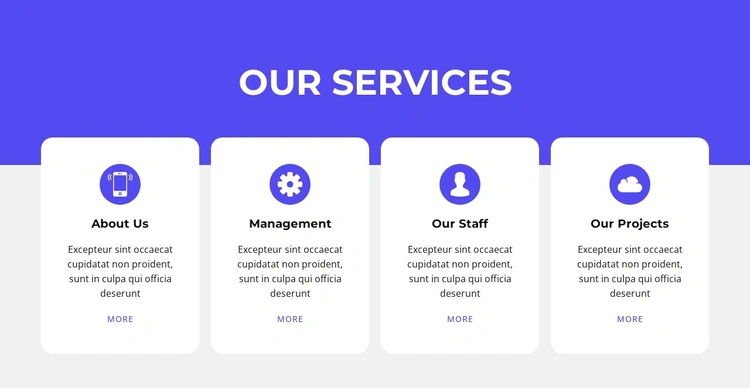 OUR SERVICES
About Us
Excepteur sint occaecat
cupidatat non proident,
sunt in culpa qui officia
deserunt
MORE
Management
Excepteur sint occaecat
cupidatat non proident,
sunt in culpa qui officia
deserunt
MORE
Our Staff
Excepteur sint occaecat
cupidatat non proident,
sunt in culpa qui officia
deserunt
MORE
Our Projects
Excepteur sint occaecat
cupidatat non proident,
sunt in culpa qui officia
deserunt
MORE